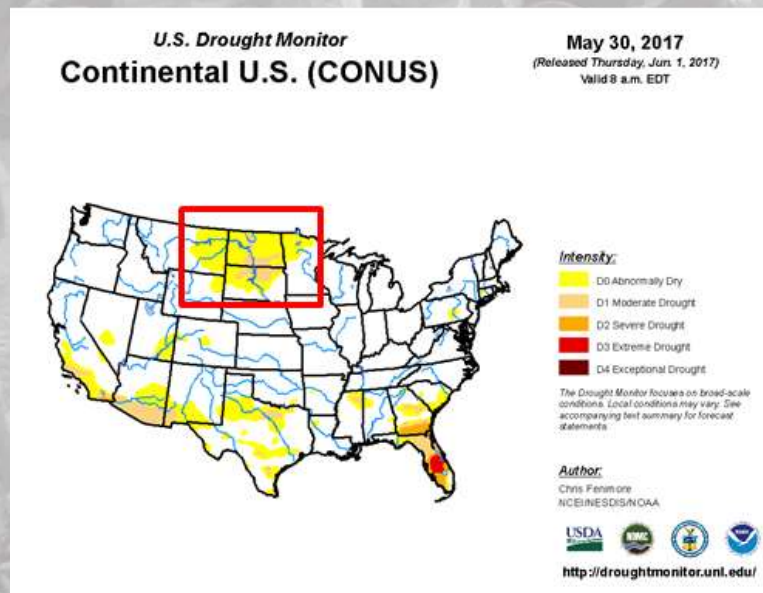 U.S. Drought Monitor
Continental U.S. (CONUS)
May 30, 2017
(Released Thursday, Jun. 1, 2017)
Valid 8 a.m. EDT
Intensity:
D0 Abnormally Dry
D1 Moderate Drought
D2 Severe Drought
D3 Extreme Drought
D4 Exceptional Drought
The Drought Monitor focuses on broad-scale
conditions. Local conditions may vary. See
accompanying text summary for forecast
statements.
Author:
Chris Fenimore
NCEI/NESDIS/NOAA
USDA
http://droughtmonitor.unl.edu/